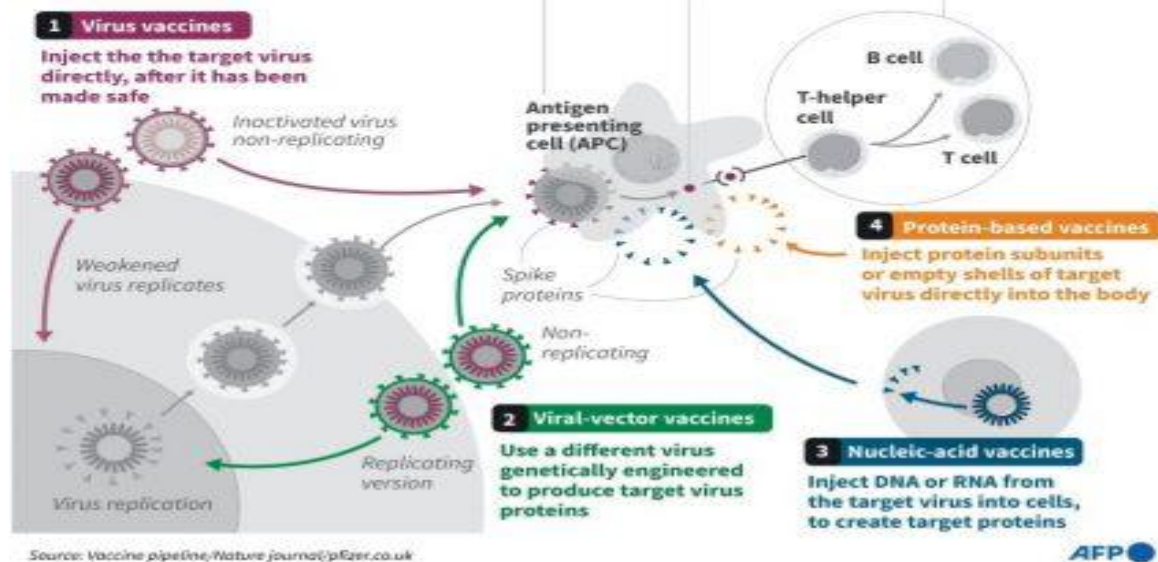 1 Virus vaccines
Inject the the target virus
directly, after it has been
made safe
Inactivated virus
non-replicating
Weakened
virus replicates
Virus replication
Antigen
presenting
cell (APC)
Spike
proteins
B cell
T-helper
cell
T cell
4 Protein-based vaccines
Inject protein subunits
or empty shells of target
virus directly into the body
Non-
replicating
Replicating
version
2 Viral-vector vaccines
Use a different virus
genetically engineered
to produce target virus
proteins
3 Nucleic-acid vaccines
Inject DNA or RNA from
the target virus into cells,
to create target proteins
Source: Vaccine pipeline/Nature journal/pfizer.co.uk
AFP